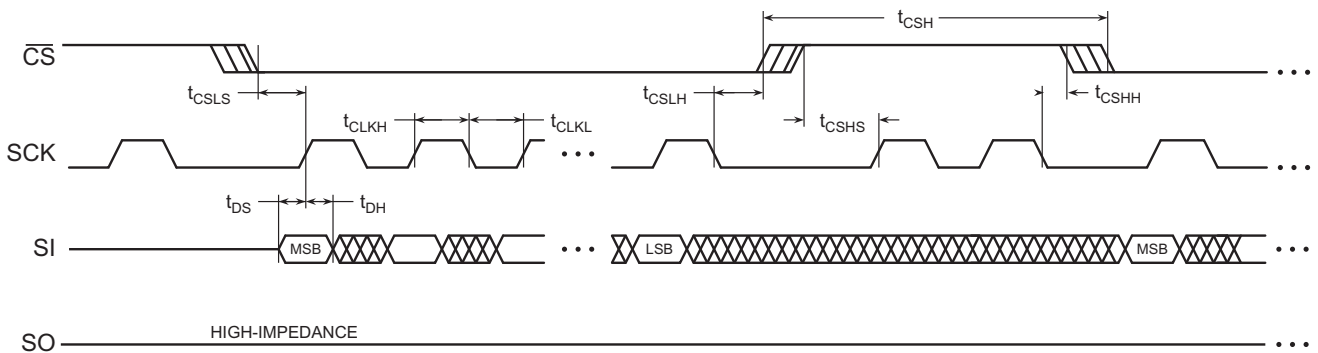 tCSH
CS
tCSLS
tCSLH
tCSHH
tCLKH
tCLKL
tCSHS
SCK
tDS
tDH
SI
MSB
LSB
MSB
HIGH-IMPEDANCE
SO